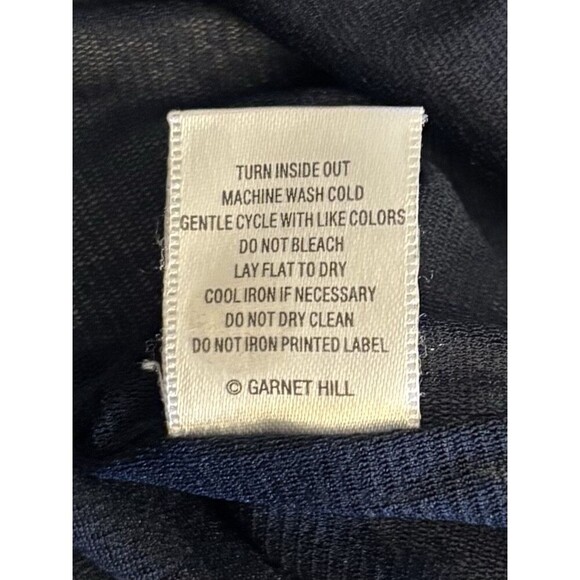 TURN INSIDE OUT
MACHINE WASH COLD
GENTLE CYCLE WITH LIKE COLORS
DO NOT BLEACH
LAY FLAT TO DRY
COOL IRON IF NECESSARY
DO NOT DRY CLEAN
DO NOT IRON PRINTED LABEL
© GARNET HILL